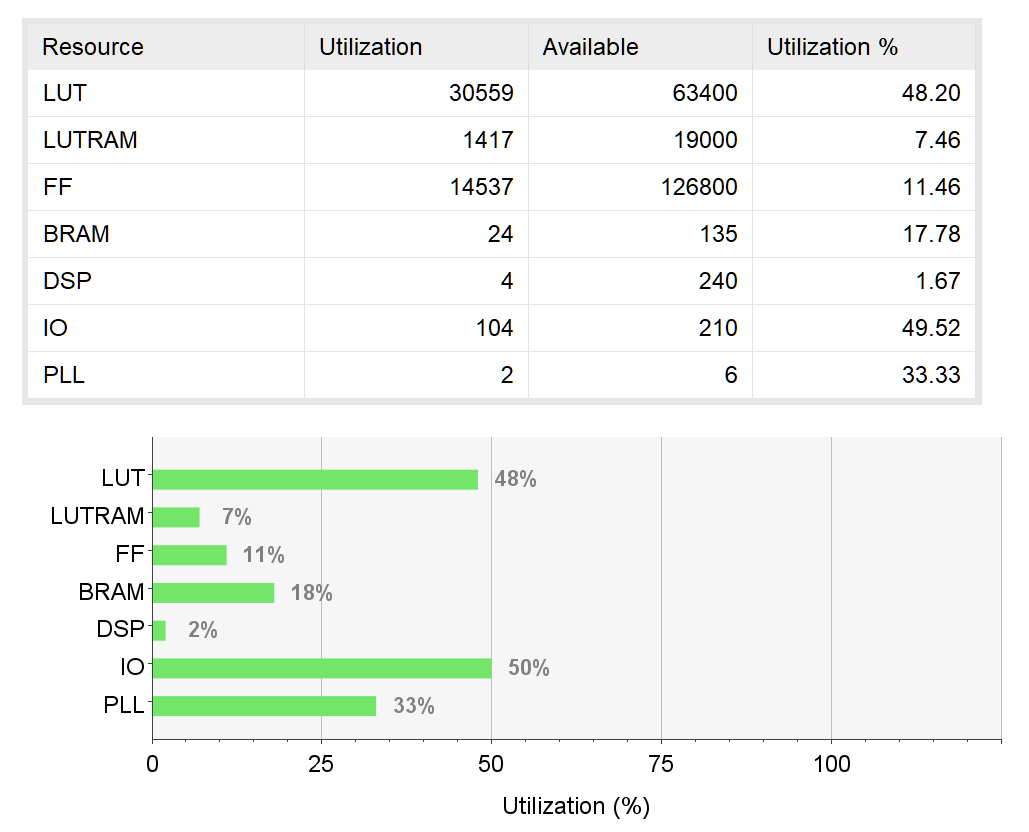 Resource Utilization Available Utilization %
LUT 30559 63400 48.20
LUTRAM 1417 19000 7.46
FF 14537 126800 11.46
BRAM 24 135 17.78
DSP 4 240 1.67
IO 104 210 49.52
PLL 2 6 33.33
LUT 48%
LUTRAM 7%
FF 11%
BRAM 18%
DSP 2%
IO 50%
PLL 33%
0 25 50 75 100
Utilization (%)